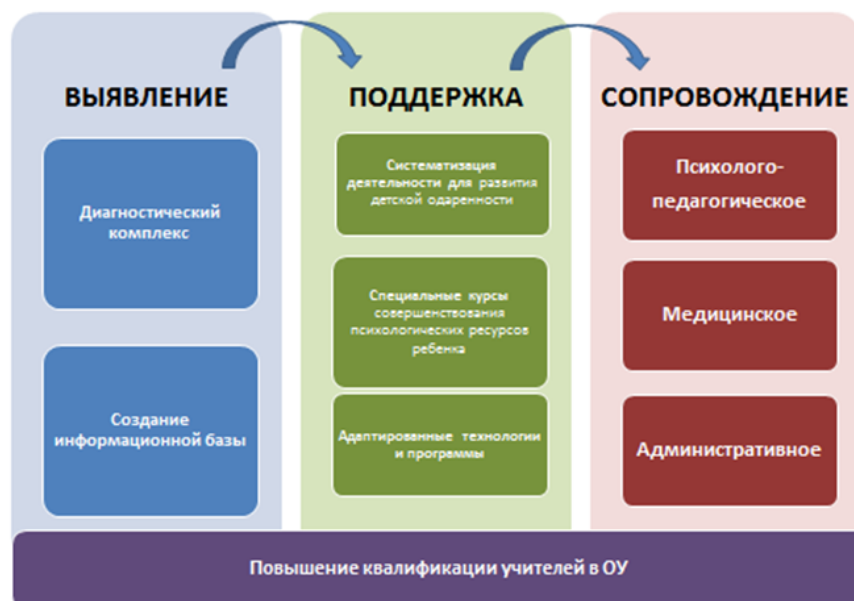 ВЫЯВЛЕНИЕ
Диагностический
комплекс
Создание
информационной базы
ПОДДЕРЖКА
Систематизация
деятельности для развития
детской одаренности
Специальные курсы
совершенствования
психологических ресурсов
ребенка
Адаптированные технологии
и программы
СОПРОВОЖДЕНИЕ
Психолого-
педагогическое
Медицинское
Административное
Повышение квалификации учителей в ОУ